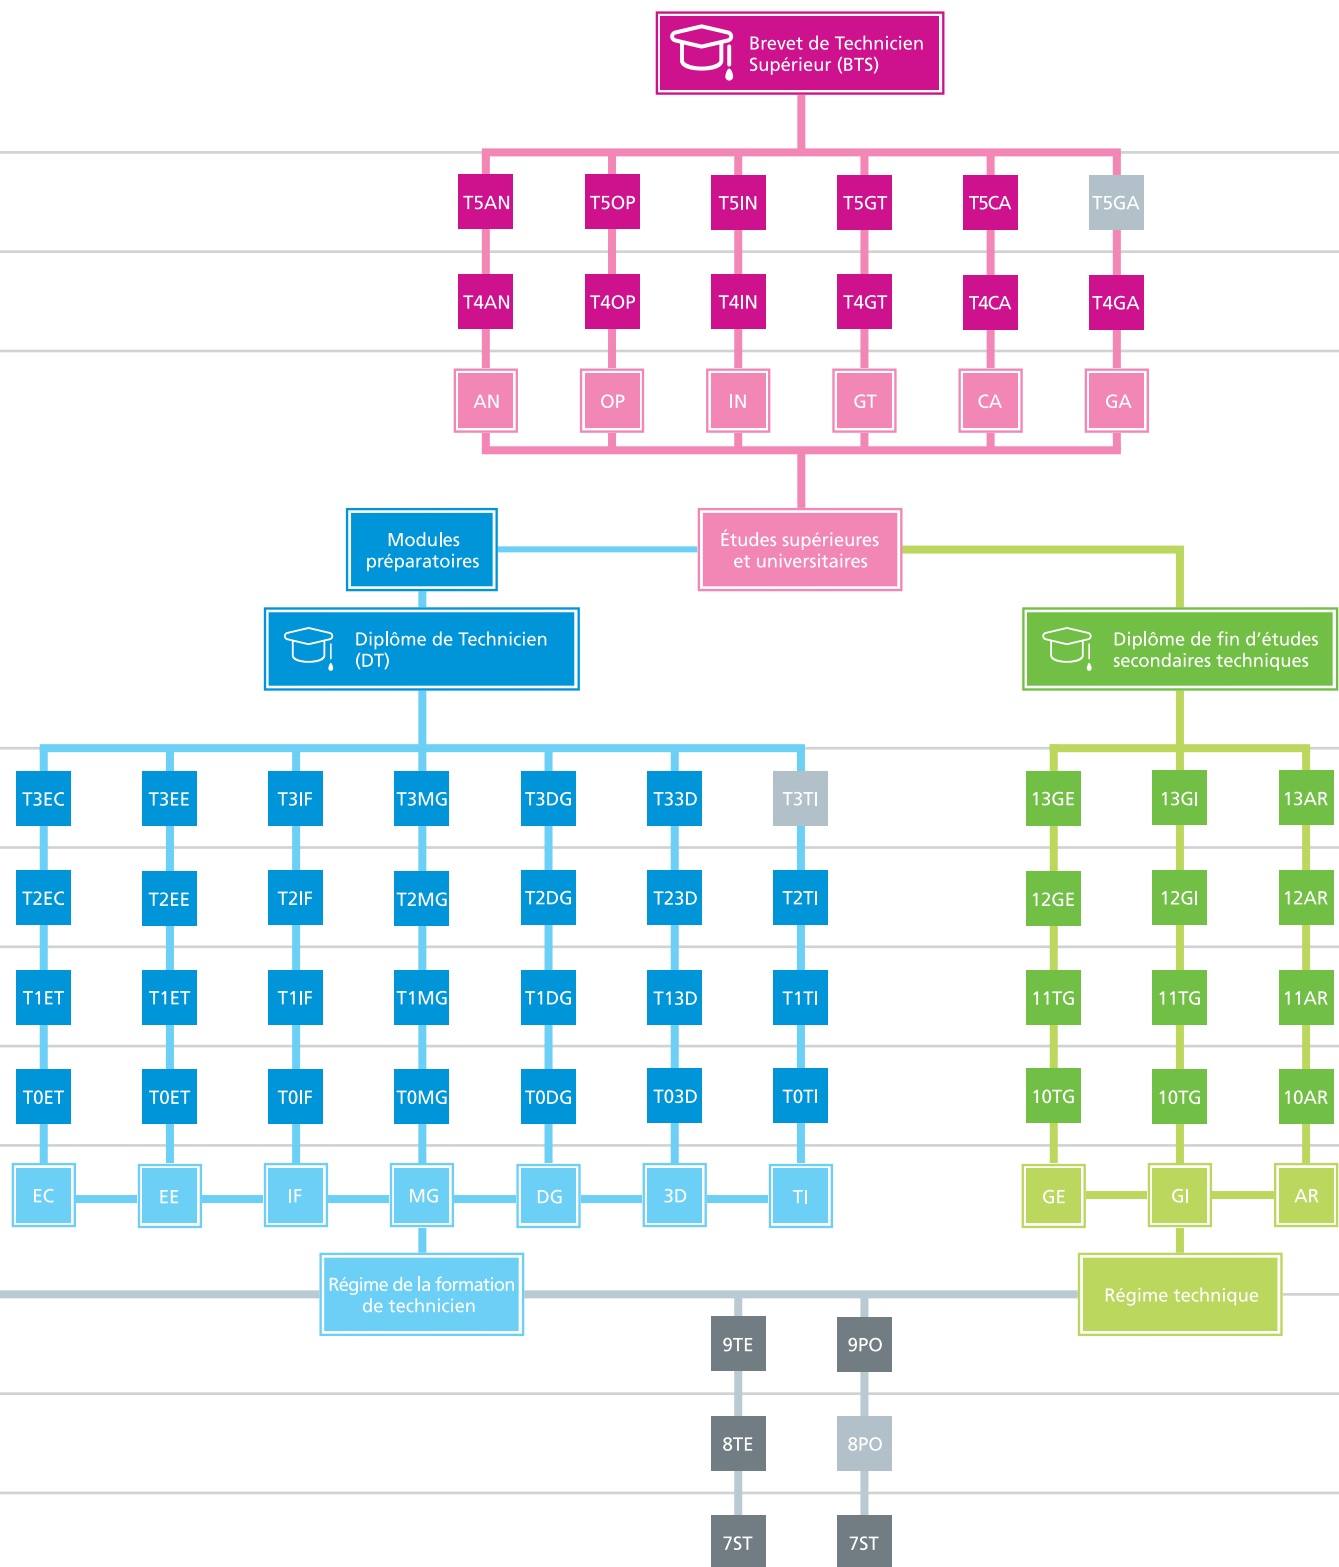 Brevet de Technicien
Supérieur (BTS)
T5AN T5OP T5IN T5GT T5CA T5GA
T4AN T4OP T4IN T4GT T4CA T4GA
AN OP IN GT CA GA
Modules
préparatoires
Études supérieures
et universitaires
Diplôme de Technicien
(DT)
Diplôme de fin d'études
secondaires techniques
T3EC T3EE T3IF T3MG T3DG T33D T3TI 13GE 13GI 13AR
T2EC T2EE T2IF T2MG T2DG T23D T2TI 12GE 12GI 12AR
T1ET T1ET T1IF T1MG T1DG T13D T1TI 11TG 11TG 11AR
T0ET T0ET T0IF T0MG T0DG T03D T0TI 10TG 10TG 10AR
EC EE IF MG DG 3D TI GE GI AR
Régime de la formation
de technicien
Régime technique
9TE 9PO
8TE 8PO
7ST 7ST